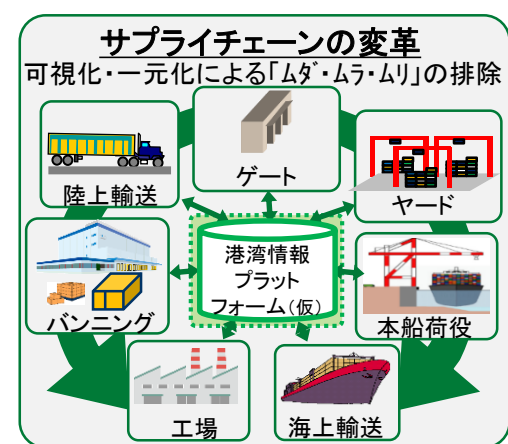 サプライチェーンの変革
可視化・一元化による「ﾑﾀﾞ・ﾑﾗ・ﾑﾘ」の排除
ゲート
陸上輸送
ヤード
港湾情報
プラット
フォーム（仮）
バンニング
本船荷役
工場
海上輸送